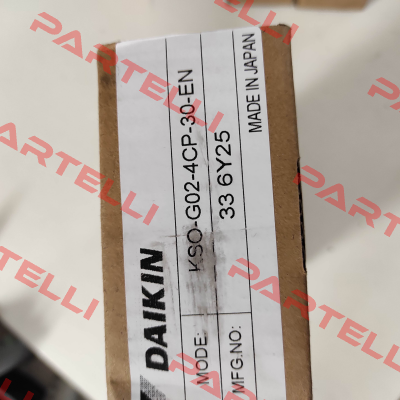 DAIKIN
MODE: KSO-G02-4CP-30-EN
MFG.NO: 33 6Y25
MADE IN JAPAN
PARTELLI
PARTELLI
PARTELLI
PARTELLI
PARTELLI